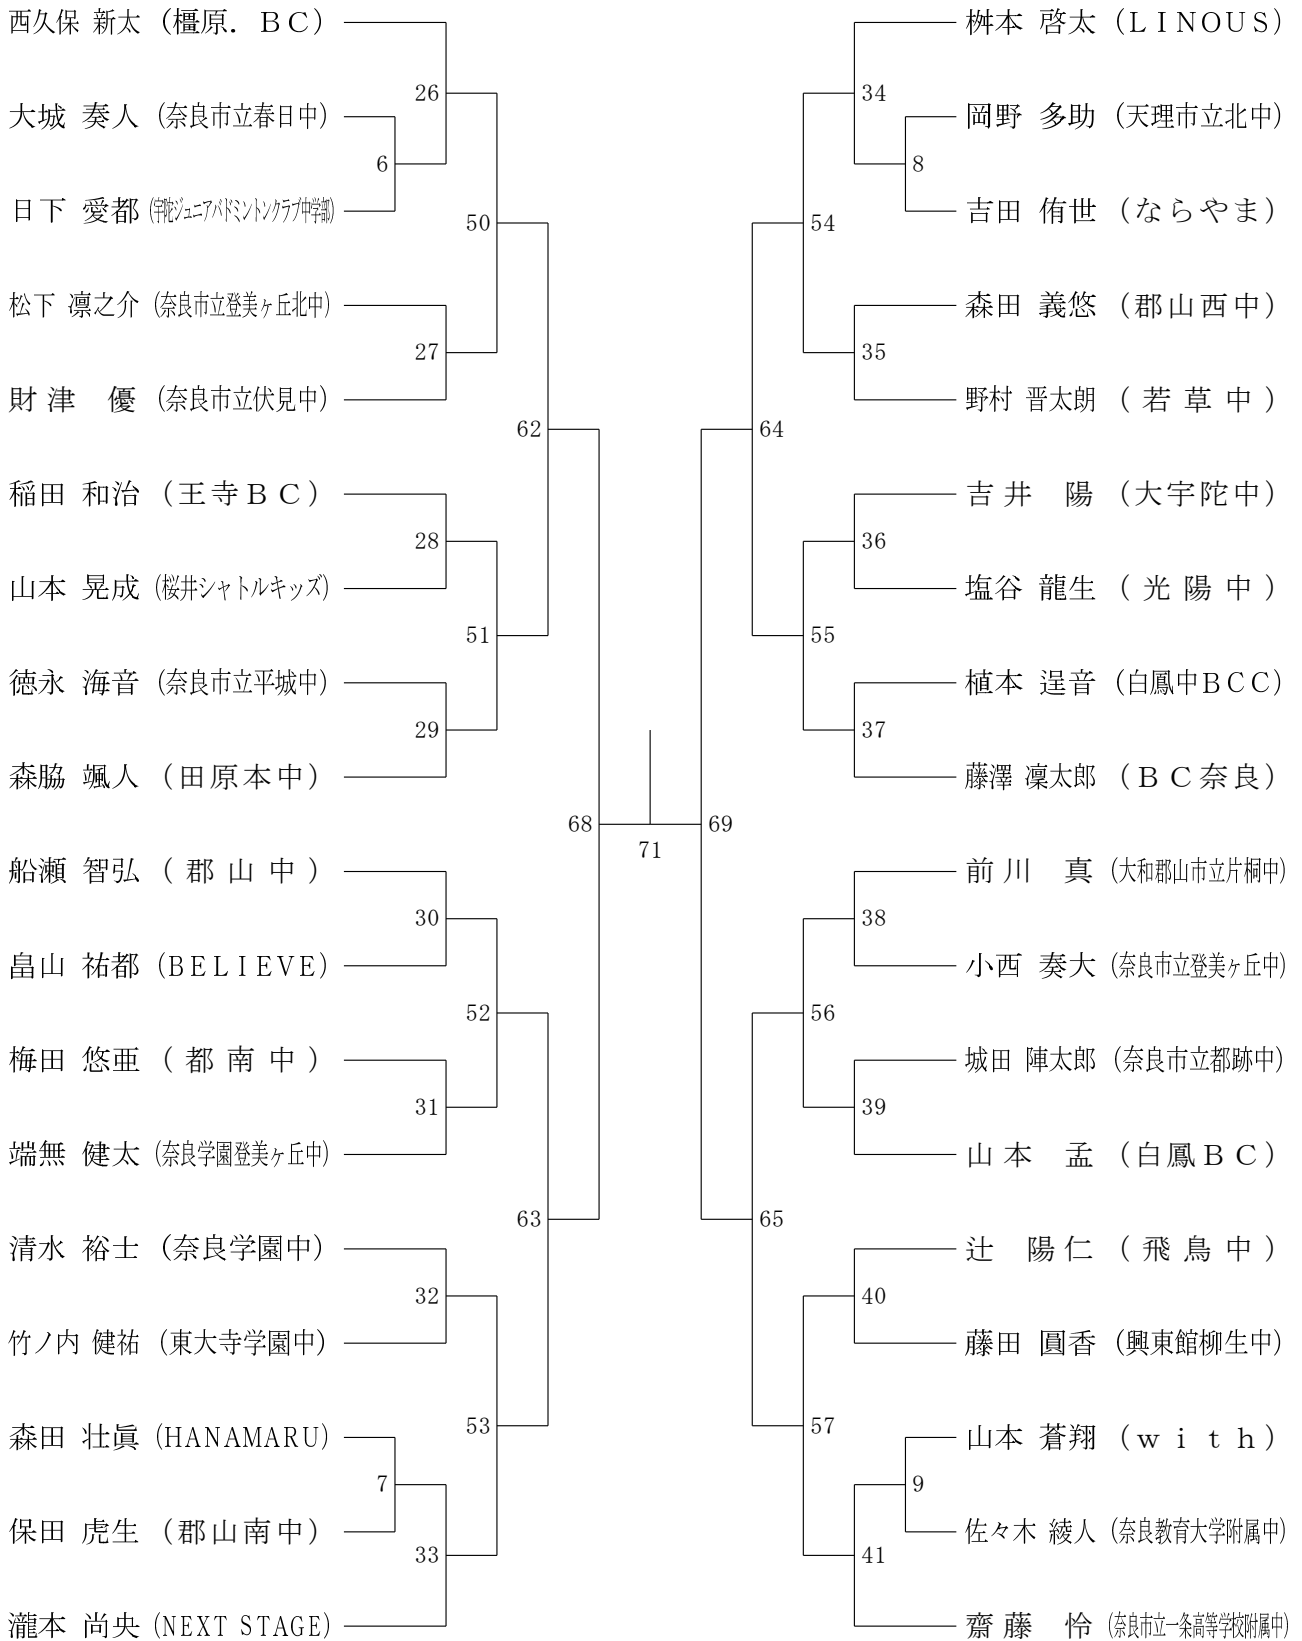 西久保 新太 (橿原．ＢＣ)
26
大城 奏人 (奈良市立春日中)
6
日下 愛都 (宇陀ジュニアバドミントンクラブ中学部)
50
松下 凛之介 (奈良市立登美ヶ丘北中)
27
財津 優 (奈良市立伏見中)
62
稲田 和治 (王寺ＢＣ)
28
山本 晃成 (桜井シャトルキッズ)
51
徳永 海音 (奈良市立平城中)
29
森脇 颯人 (田原本中)
68
船瀬 智弘 (郡山中)
30
畠山 祐都 (BELIEVE)
52
梅田 悠亜 (都南中)
31
端無 健太 (奈良学園登美ヶ丘中)
63
清水 裕士 (奈良学園中)
32
竹ノ内 健祐 (東大寺学園中)
53
森田 壮眞 (HANAMARU)
7
保田 虎生 (郡山南中)
33
瀧本 尚央 (NEXT STAGE)
71
桝本 啓太 (ＬＩＮＯＵＳ)
34
岡野 多助 (天理市立北中)
8
吉田 侑世 (ならやま)
54
森田 義悠 (郡山西中)
35
野村 晋太朗 (若草中)
64
吉井 陽 (大宇陀中)
36
塩谷 龍生 (光陽中)
55
植本 逞音 (白鳳中ＢＣＣ)
37
藤澤 凜太郎 (ＢＣ奈良)
69
前川 真 (大和郡山市立片桐中)
38
小西 奏大 (奈良市立登美ヶ丘中)
56
城田 陣太郎 (奈良市立都跡中)
39
山本 孟 (白鳳ＢＣ)
65
辻 陽仁 (飛鳥中)
40
藤田 圓香 (興東館柳生中)
57
山本 蒼翔 (ｗｉｔｈ)
9
佐々木 綾人 (奈良教育大学附属中)
41
齋藤 怜 (奈良市立一条高等学校附属中)